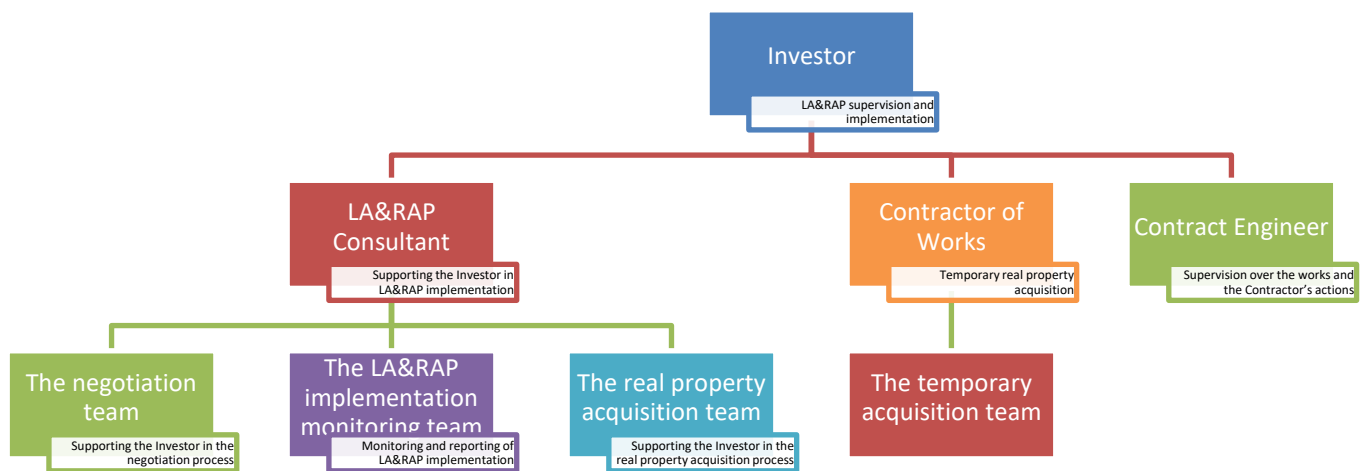 Investor
LA&RAP supervision and
implementation
LA&RAP
Consultant
Supporting the Investor in
LA&RAP implementation
Contractor of
Works
Temporary real property
acquisition
Contract Engineer
Supervision over the works and
the Contractor’s actions
The negotiation
team
Supporting the Investor in the
negotiation process
The LA&RAP
implementation
monitoring team
Monitoring and reporting of
LA&RAP implementation
The real property
acquisition team
Supporting the Investor in the
real property acquisition process
The temporary
acquisition team